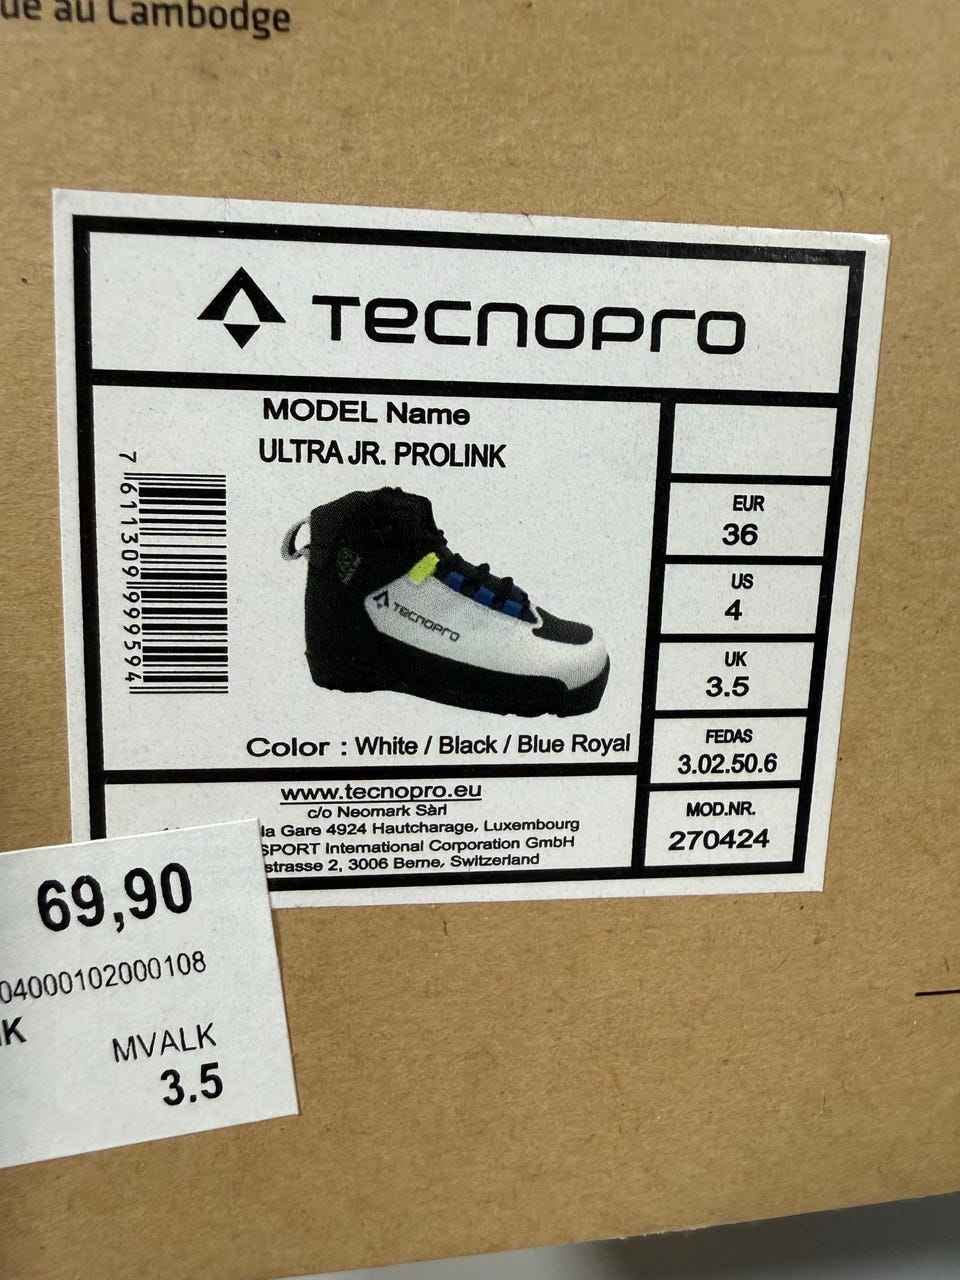 au Cambodge
TECNOPRO
MODEL Name
ULTRA JR. PROLINK
7 611309 999594
TECNOPRO
Color : White / Black / Blue Royal
EUR
36
US
4
UK
3.5
FEDAS
3.02.50.6
MOD.NR.
270424
www.tecnopro.eu
c/o Neomark Sàrl
la Gare 4924 Hautcharage, Luxembourg
SPORT International Corporation GmbH
strasse 2, 3006 Berne, Switzerland
69,90
04000102000108
MVALK
3.5